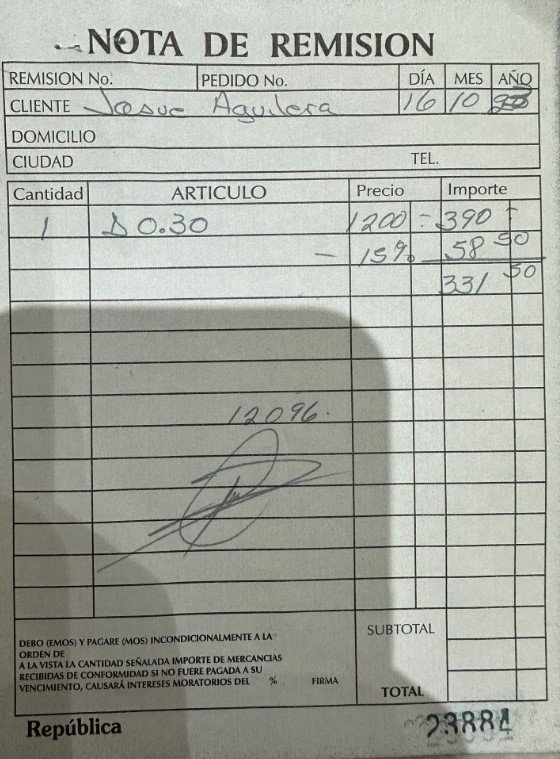 NOTA DE REMISION
REMISION No. PEDIDO No. DÍA MES AÑO
CLIENTE Josue Aguilera 16 10
DOMICILIO
CIUDAD TEL.
Cantidad ARTICULO Precio Importe
1 0.30 1200 - 390 -
- 15% 58 50
331 50
12096.
DEBO (EMOS) Y PAGARE (MOS) INCONDICIONALMENTE A LA
ORDEN DE
A LA VISTA LA CANTIDAD SEÑALADA IMPORTE DE MERCANCIAS
RECIBIDAS DE CONFORMIDAD SI NO FUERE PAGADA A SU
VENCIMIENTO, CAUSARÁ INTERESES MORATORIOS DEL % FIRMA
SUBTOTAL
TOTAL
República 23884